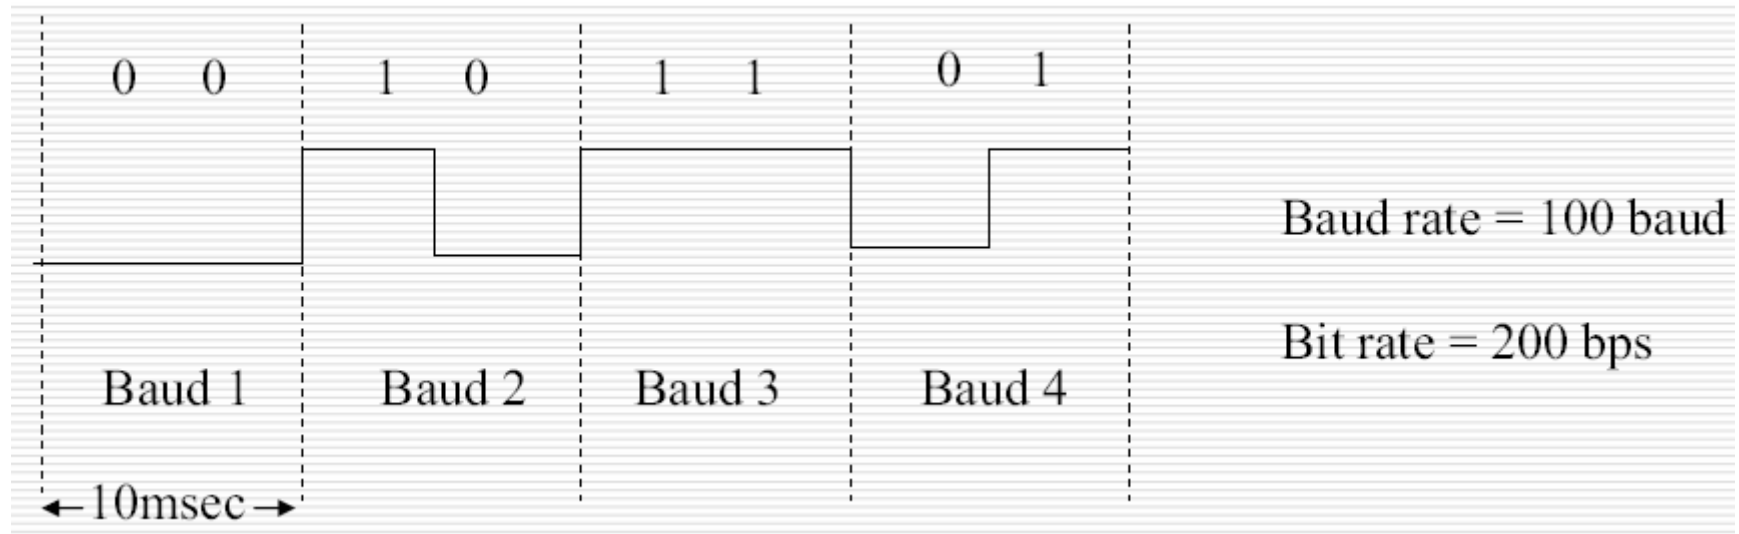 0 0 1 0 1 1 0 1
Baud rate = 100 baud
Bit rate = 200 bps
Baud 1 Baud 2 Baud 3 Baud 4
10msec